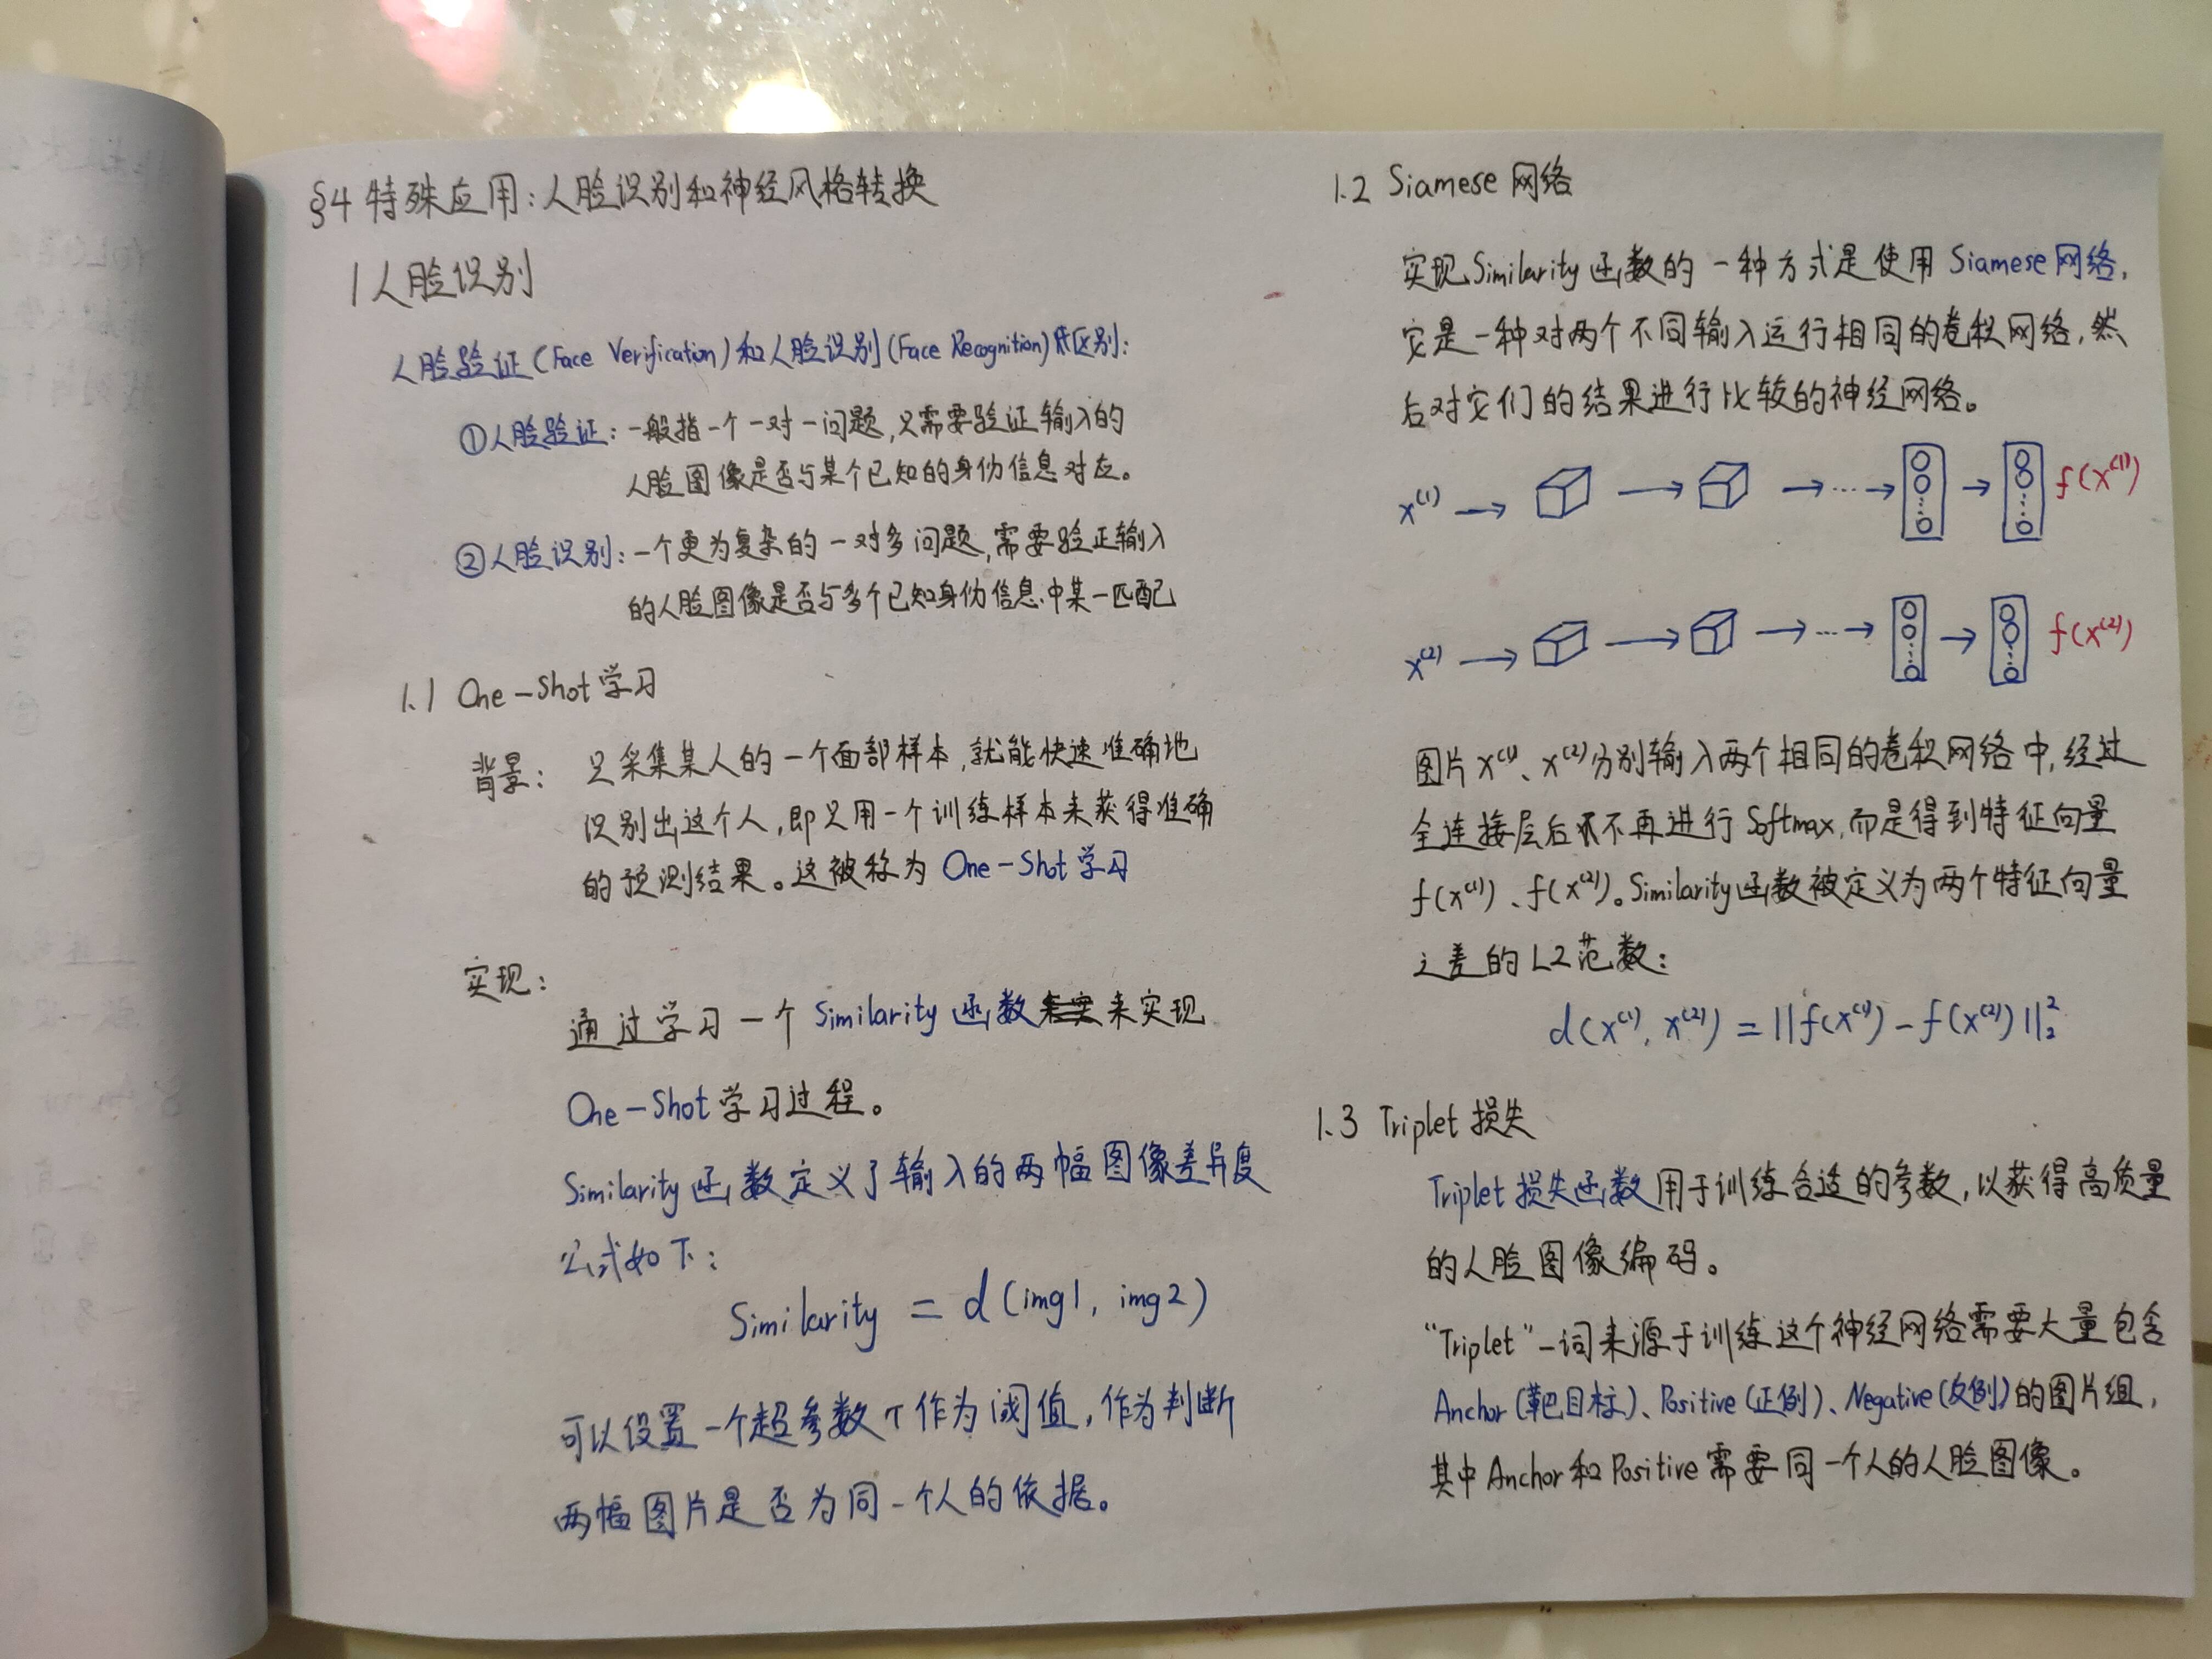 §4 特殊应用:人脸识别和神经风格转换
1 人脸识别
人脸验证(Face Verification)和人脸识别(Face Recognition)区别:
①人脸验证:一般指一个一对一问题,只需要验证输入的
人脸图像是否与某个已知的身份信息对应。
②人脸识别:一个更为复杂的一对多问题,需要验证输入
的人脸图像是否与多个已知身份信息中某一匹配
1.1 One-Shot 学习
背景: 只采集某人的一个面部样本,就能快速准确地
识别出这个人,即只用一个训练样本来获得准确
的预测结果。这被称为 One-Shot 学习
实现:
通过学习一个 Similarity 函数来实现
One-Shot 学习过程。
Similarity 函数定义了输入的两幅图像差异度
公式如下:
Similarity = d(img1, img2)
可以设置一个超参数 τ 作为阈值,作为判断
两幅图片是否为同一个人的依据。
1.2 Siamese 网络
实现 Similarity 函数的一种方式是使用 Siamese 网络,
它是一种对两个不同输入运行相同的卷积网络,然
后对它们的结果进行比较的神经网络。
x⁽¹⁾ → → →…→ → f(x⁽¹⁾)
x⁽²⁾ → → →…→ → f(x⁽²⁾)
图片 x⁽¹⁾、x⁽²⁾分别输入两个相同的卷积网络中,经过
全连接层后不再进行 Softmax,而是得到特征向量
f(x⁽¹⁾)、f(x⁽²⁾)。Similarity 函数被定义为两个特征向量
之差的 L2 范数:
d(x⁽¹⁾, x⁽²⁾) = ||f(x⁽¹⁾) - f(x⁽²⁾)||₂²
1.3 Triplet 损失
Triplet 损失函数用于训练合适的参数,以获得高质量
的人脸图像编码。
“Triplet”一词来源于训练这个神经网络需要大量包含
Anchor(靶目标)、Positive(正例)、Negative(反例)的图片组,
其中 Anchor 和 Positive 需要同一个人的人脸图像。